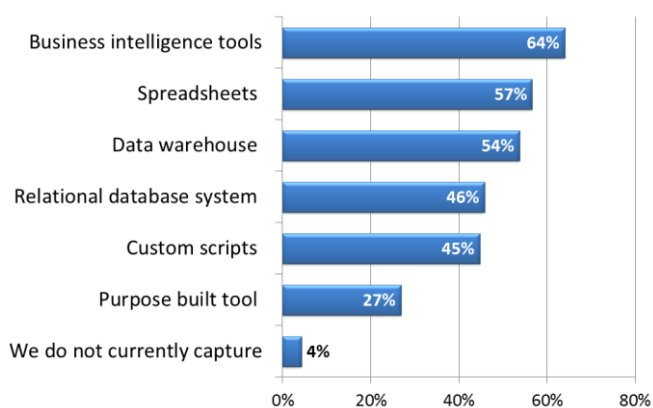 Business intelligence tools 64%
Spreadsheets 57%
Data warehouse 54%
Relational database system 46%
Custom scripts 45%
Purpose built tool 27%
We do not currently capture 4%
0% 20% 40% 60% 80%